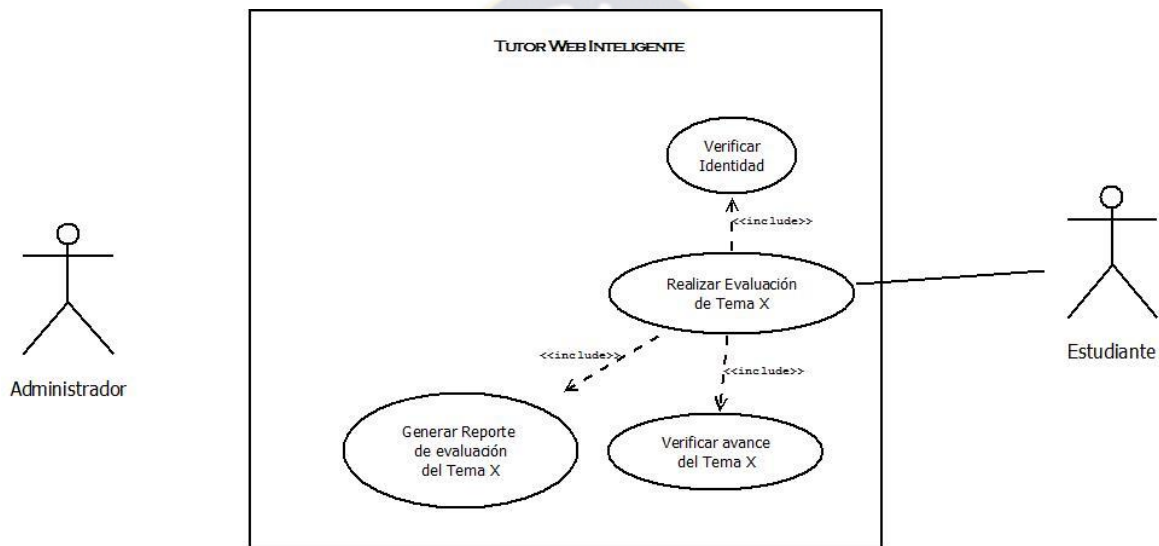 TUTOR WEB INTELIGENTE
Verificar
Identidad
<<include>>
Realizar Evaluación
de Tema X
<<include>>
<<include>>
Estudiante
Administrador
Generar Reporte
de evaluación
del Tema X
Verificar avance
del Tema X